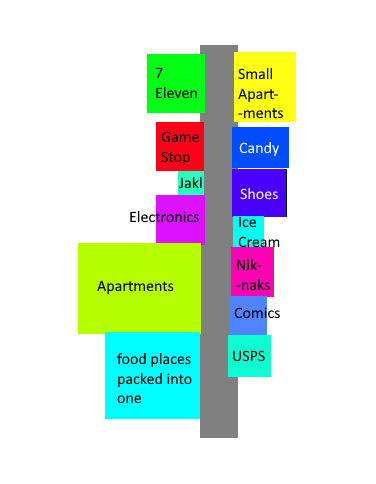 7
Eleven
Small
Apart-
-ments
Game
Stop
Candy
Jakl
Shoes
Electronics
Ice
Cream
Nik-
-naks
Apartments
Comics
USPS
food places
packed into
one